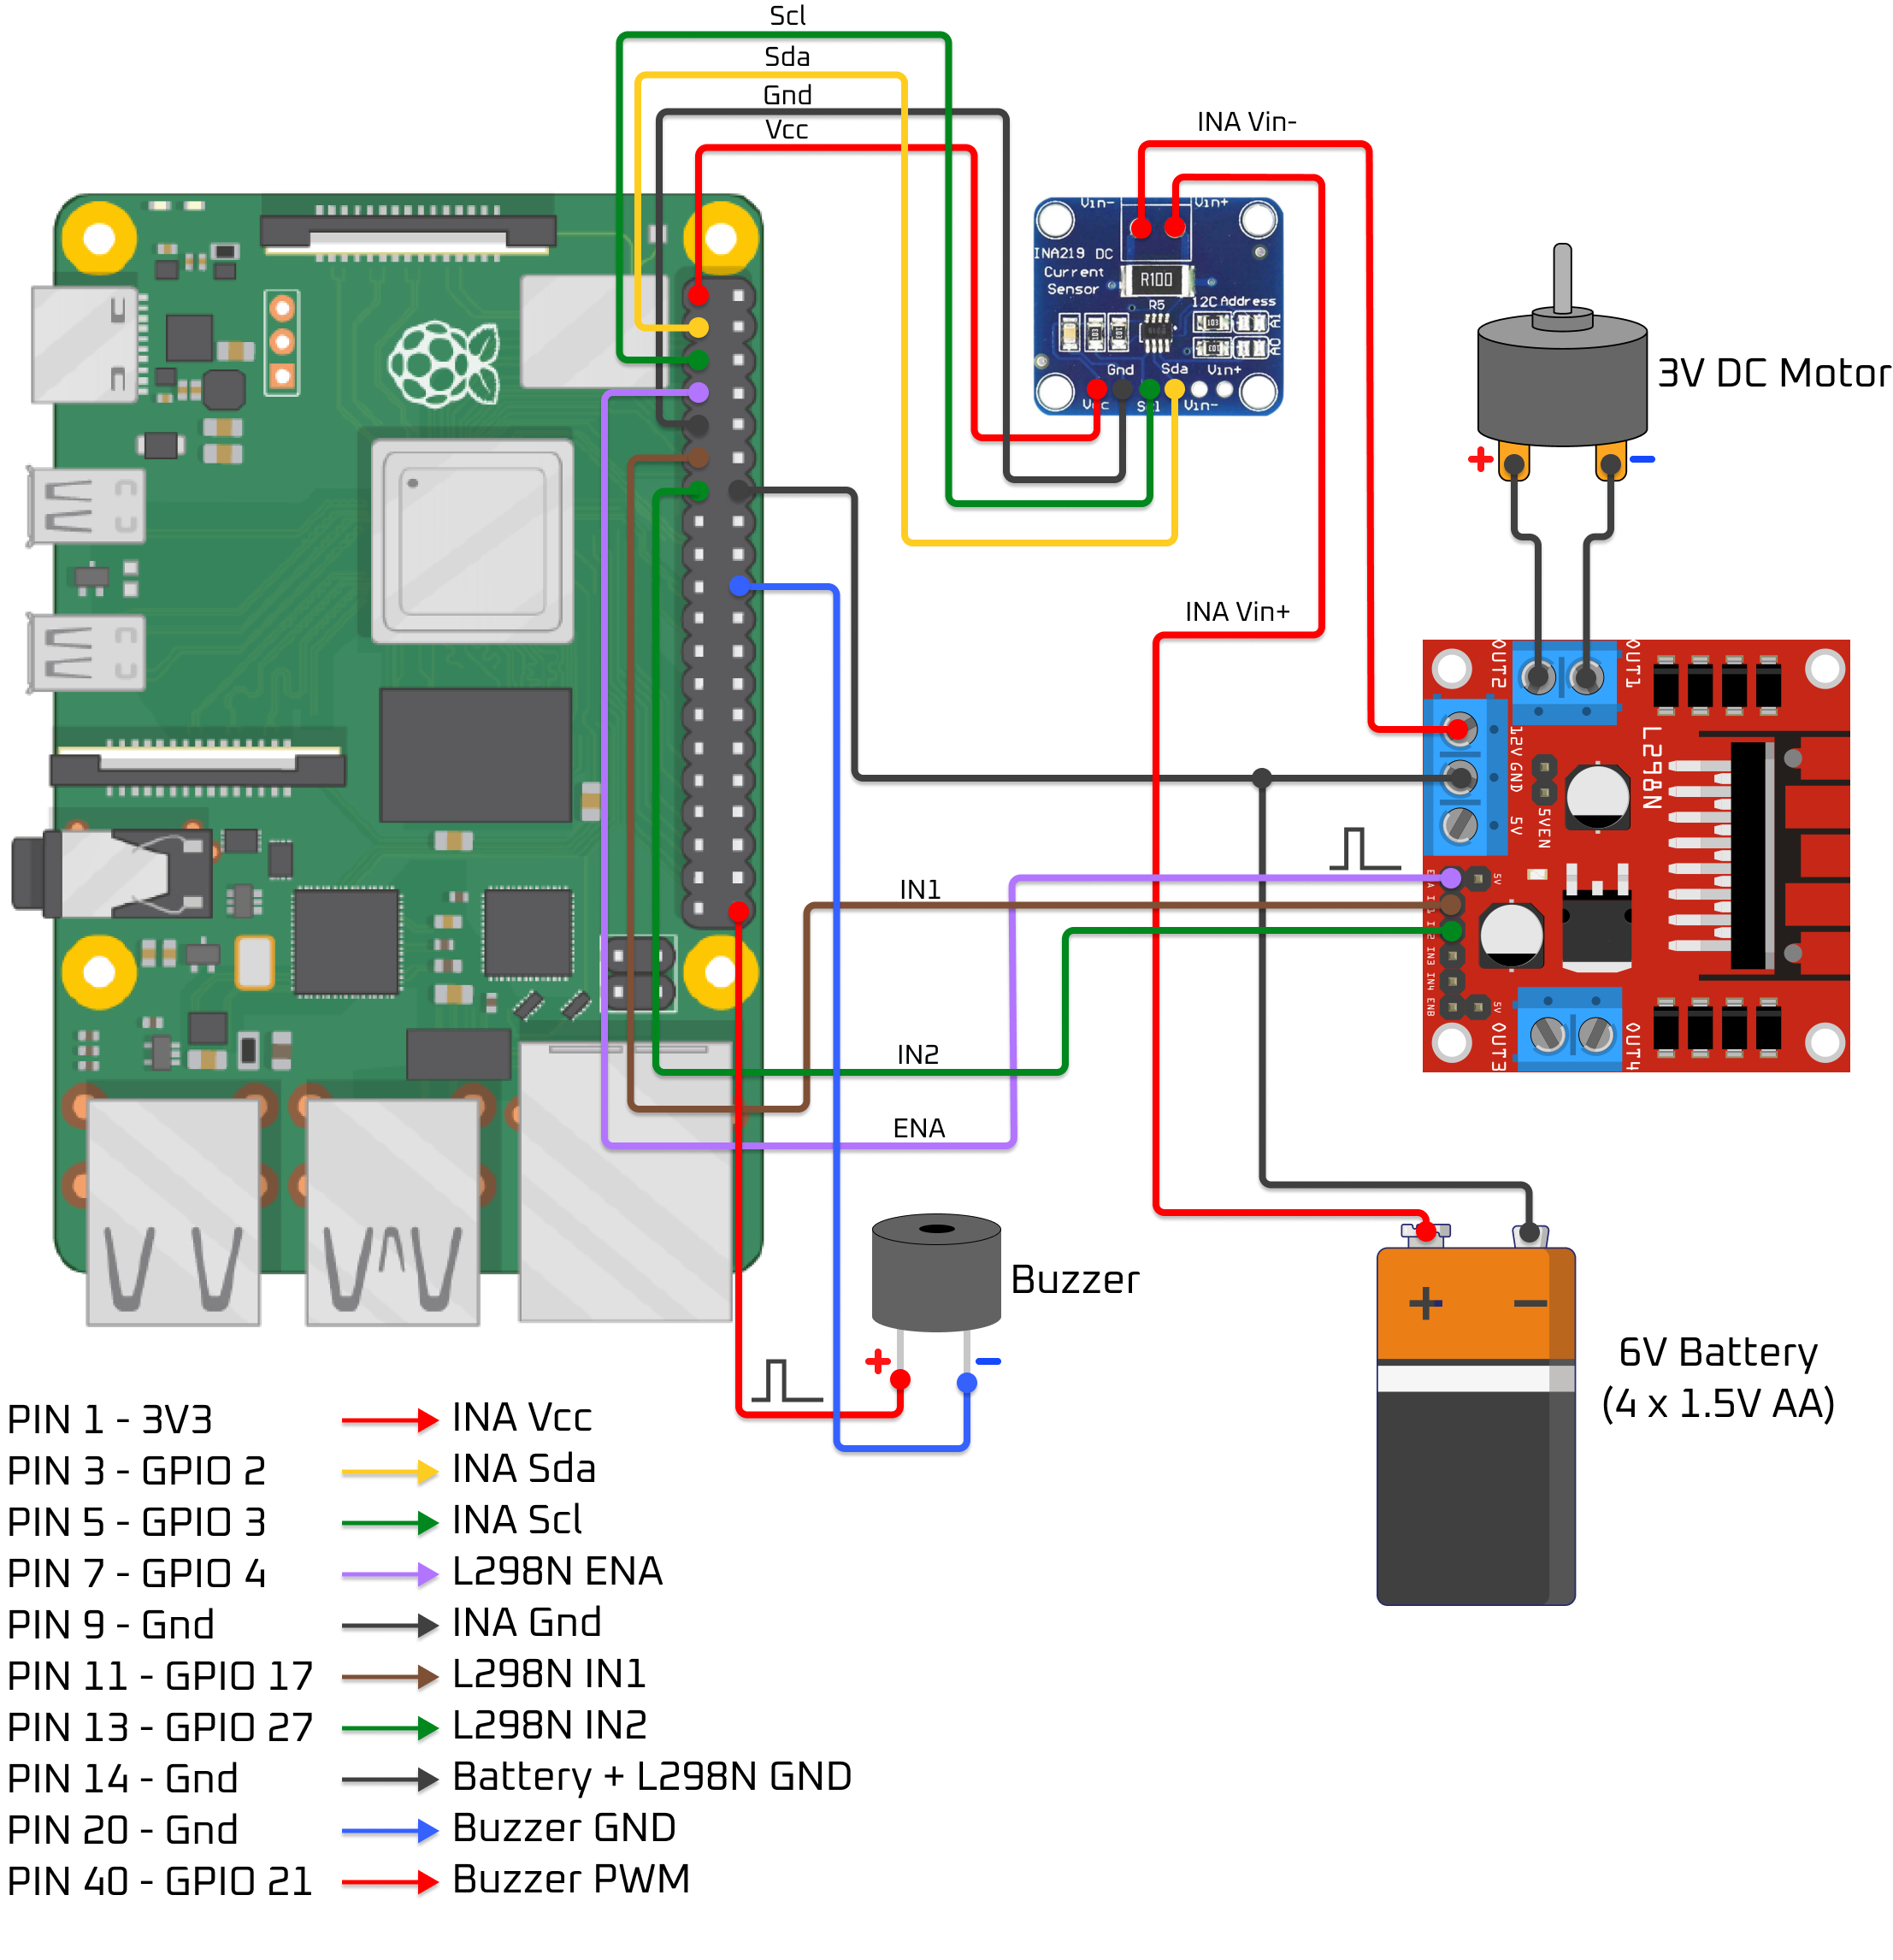 Scl
Sda
Gnd
Vcc
INA Vin-
Vin-
Vin+
INA219 DC
Current
Sensor
R100
R5
I2C Address
103
103
A1
A0
Gnd
Sda
Vin+
Vcc
Scl
Vin-
3V DC Motor
+
−
INA Vin+
OUT2
OUT1
12V GND
5V
5VEN
L298N
ENA
5V
IN1
IN2
IN3
IN4
ENB
5V
OUT3
OUT4
IN1
IN2
ENA
Buzzer
+
−
+ −
6V Battery
(4 x 1.5V AA)
PIN 1 - 3V3 INA Vcc
PIN 3 - GPIO 2 INA Sda
PIN 5 - GPIO 3 INA Scl
PIN 7 - GPIO 4 L298N ENA
PIN 9 - Gnd INA Gnd
PIN 11 - GPIO 17 L298N IN1
PIN 13 - GPIO 27 L298N IN2
PIN 14 - Gnd Battery + L298N GND
PIN 20 - Gnd Buzzer GND
PIN 40 - GPIO 21 Buzzer PWM